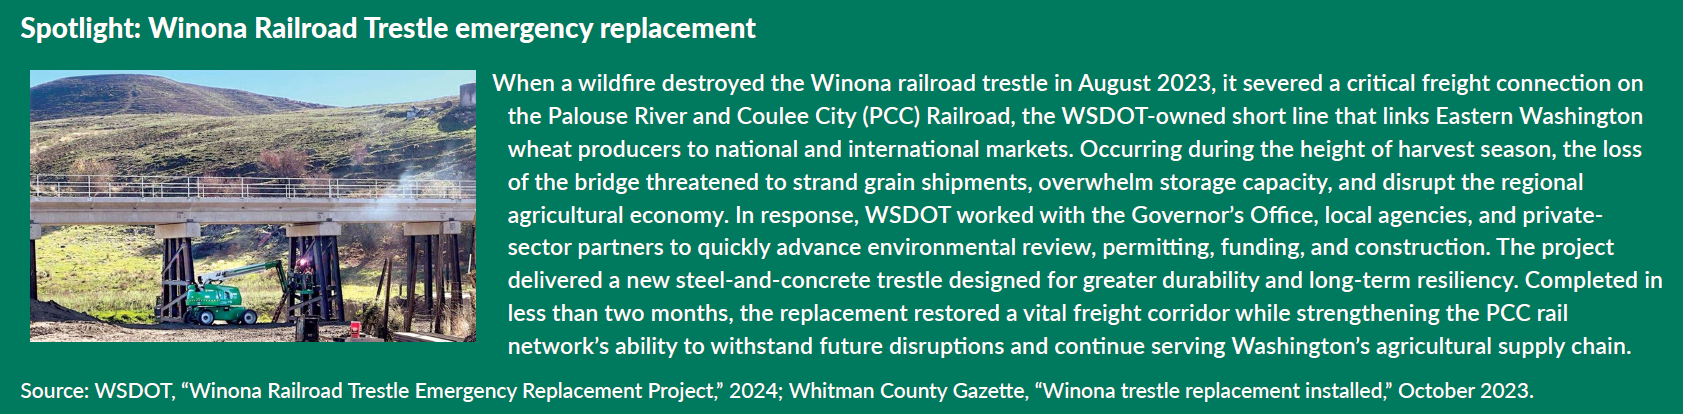 Spotlight: Winona Railroad Trestle emergency replacement
When a wildfire destroyed the Winona railroad trestle in August 2023, it severed a critical freight connection on
the Palouse River and Coulee City (PCC) Railroad, the WSDOT-owned short line that links Eastern Washington
wheat producers to national and international markets. Occurring during the height of harvest season, the loss
of the bridge threatened to strand grain shipments, overwhelm storage capacity, and disrupt the regional
agricultural economy. In response, WSDOT worked with the Governor’s Office, local agencies, and private-
sector partners to quickly advance environmental review, permitting, funding, and construction. The project
delivered a new steel-and-concrete trestle designed for greater durability and long-term resiliency. Completed in
less than two months, the replacement restored a vital freight corridor while strengthening the PCC rail
network’s ability to withstand future disruptions and continue serving Washington’s agricultural supply chain.
Source: WSDOT, “Winona Railroad Trestle Emergency Replacement Project,” 2024; Whitman County Gazette, “Winona trestle replacement installed,” October 2023.